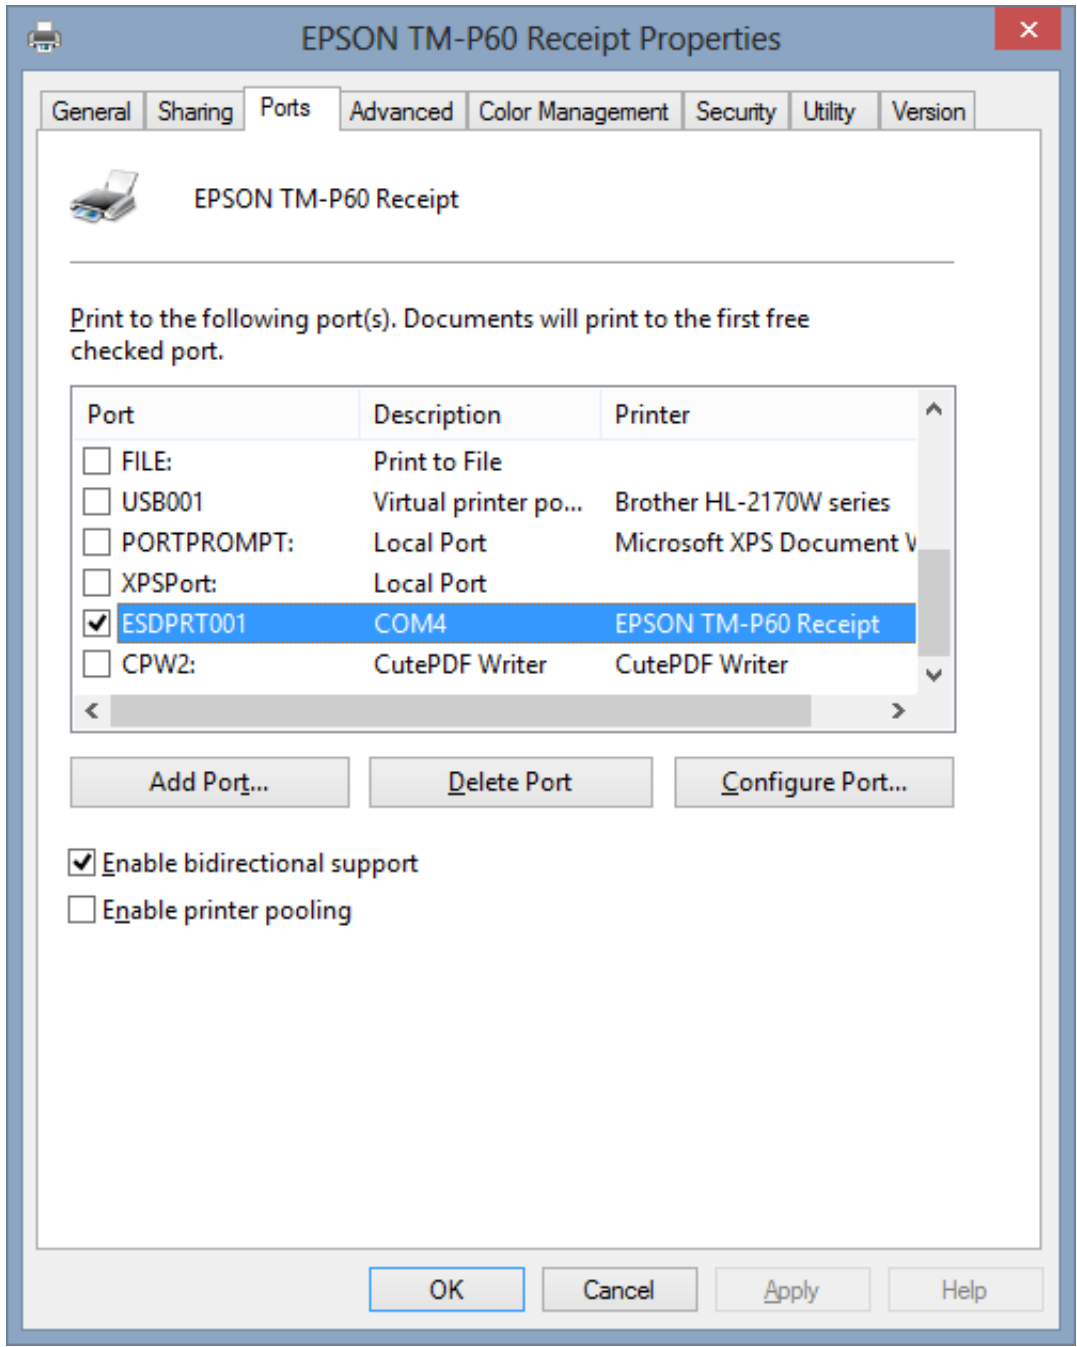 EPSON TM-P60 Receipt Properties
General Sharing Ports Advanced Color Management Security Utility Version
EPSON TM-P60 Receipt
Print to the following port(s). Documents will print to the first free
checked port.
Port Description Printer
FILE: Print to File
USB001 Virtual printer po... Brother HL-2170W series
PORTPROMPT: Local Port Microsoft XPS Document
XPSPort: Local Port
ESDPRT001 COM4 EPSON TM-P60 Receipt
CPW2: CutePDF Writer CutePDF Writer
Add Port... Delete Port Configure Port...
Enable bidirectional support
Enable printer pooling
OK Cancel Apply Help